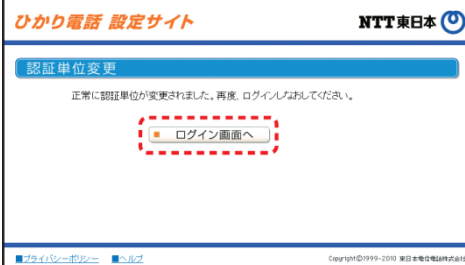 ひかり電話 設定サイト
NTT東日本
認証単位変更
正常に認証単位が変更されました。再度、ログインしなおしてください。
ログイン画面へ
■プライバシーポリシー ■ヘルプ
Copyright©1999-2010 東日本電信電話株式会社